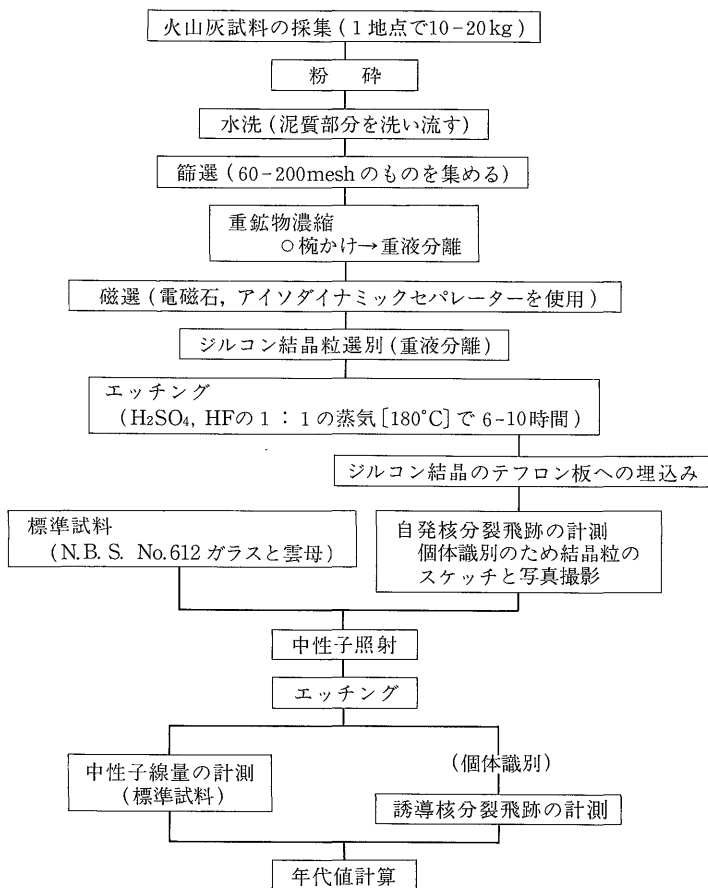 火山灰試料の採集(1地点で10-20kg)
粉 砕
水洗(泥質部分を洗い流す)
篩選(60-200meshのものを集める)
重鉱物濃縮
○椀かけ→重液分離
磁選(電磁石, アイソダイナミックセパレーターを使用)
ジルコン結晶粒選別(重液分離)
エッチング
(H₂SO₄, HFの1:1の蒸気[180°C]で6-10時間)
ジルコン結晶のテフロン板への埋込み
標準試料
(N.B.S. No.612ガラスと雲母)
自発核分裂飛跡の計測
個体識別のため結晶粒の
スケッチと写真撮影
中性子照射
エッチング
中性子線量の計測
(標準試料)
(個体識別)
誘導核分裂飛跡の計測
年代値計算